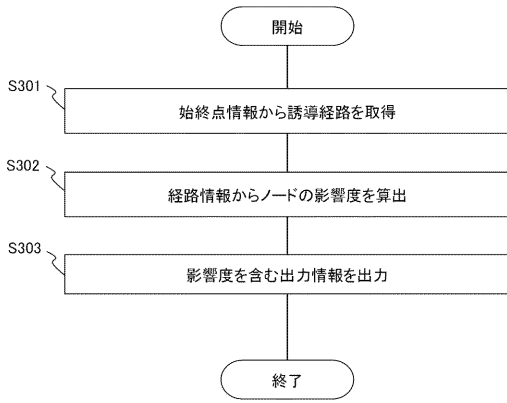 開始
S301
始終点情報から誘導経路を取得
S302
経路情報からノードの影響度を算出
S303
影響度を含む出力情報を出力
終了